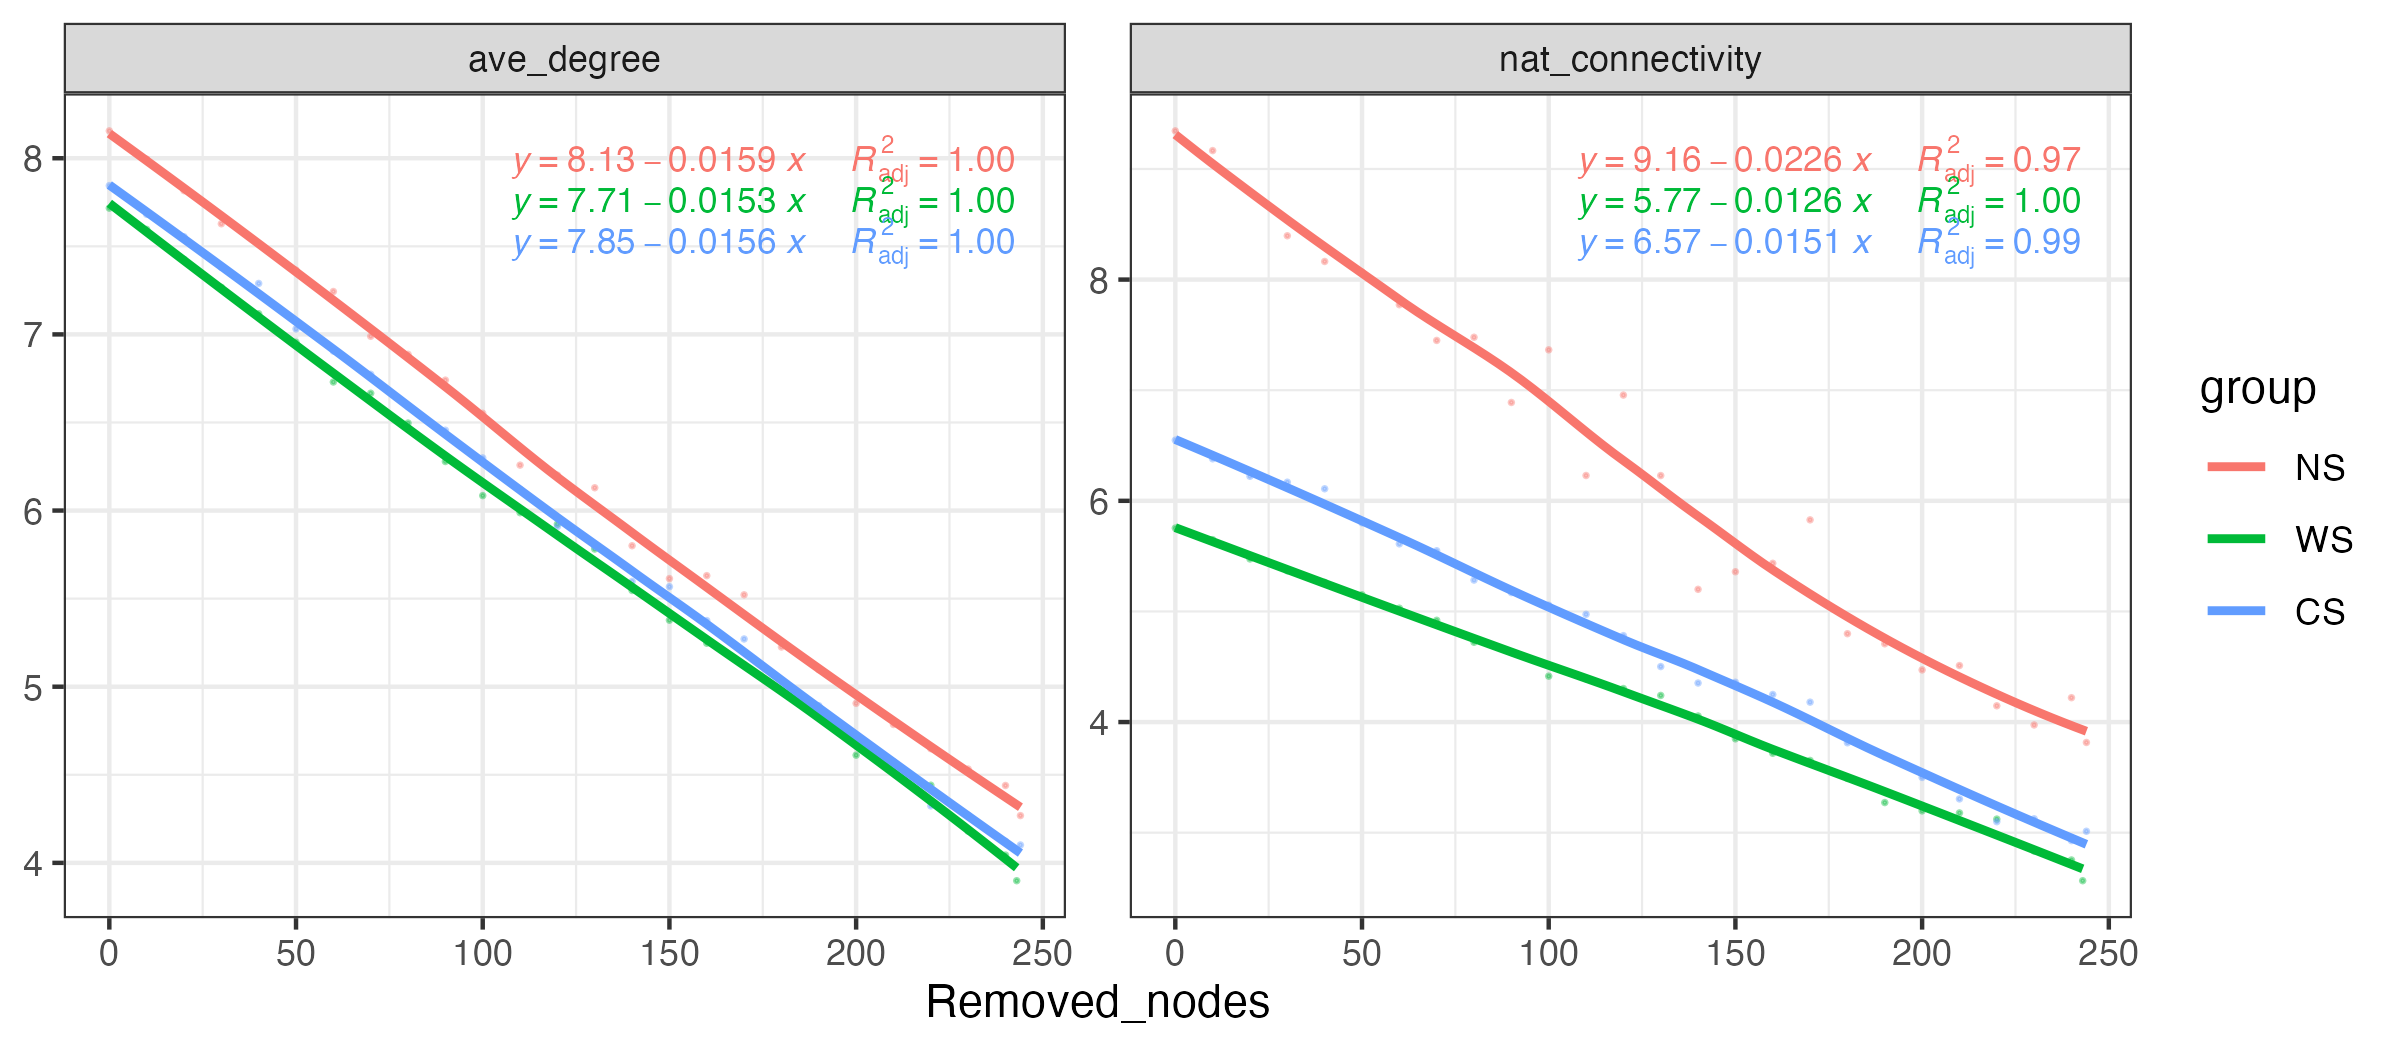 ave_degree
nat_connectivity
y = 8.13 − 0.0159 x R²adj = 1.00
y = 7.71 − 0.0153 x R²adj = 1.00
y = 7.85 − 0.0156 x R²adj = 1.00
y = 9.16 − 0.0226 x R²adj = 0.97
y = 5.77 − 0.0126 x R²adj = 1.00
y = 6.57 − 0.0151 x R²adj = 0.99
8
7
6
5
4
8
6
4
0 50 100 150 200 250
0 50 100 150 200 250
Removed_nodes
group
NS
WS
CS